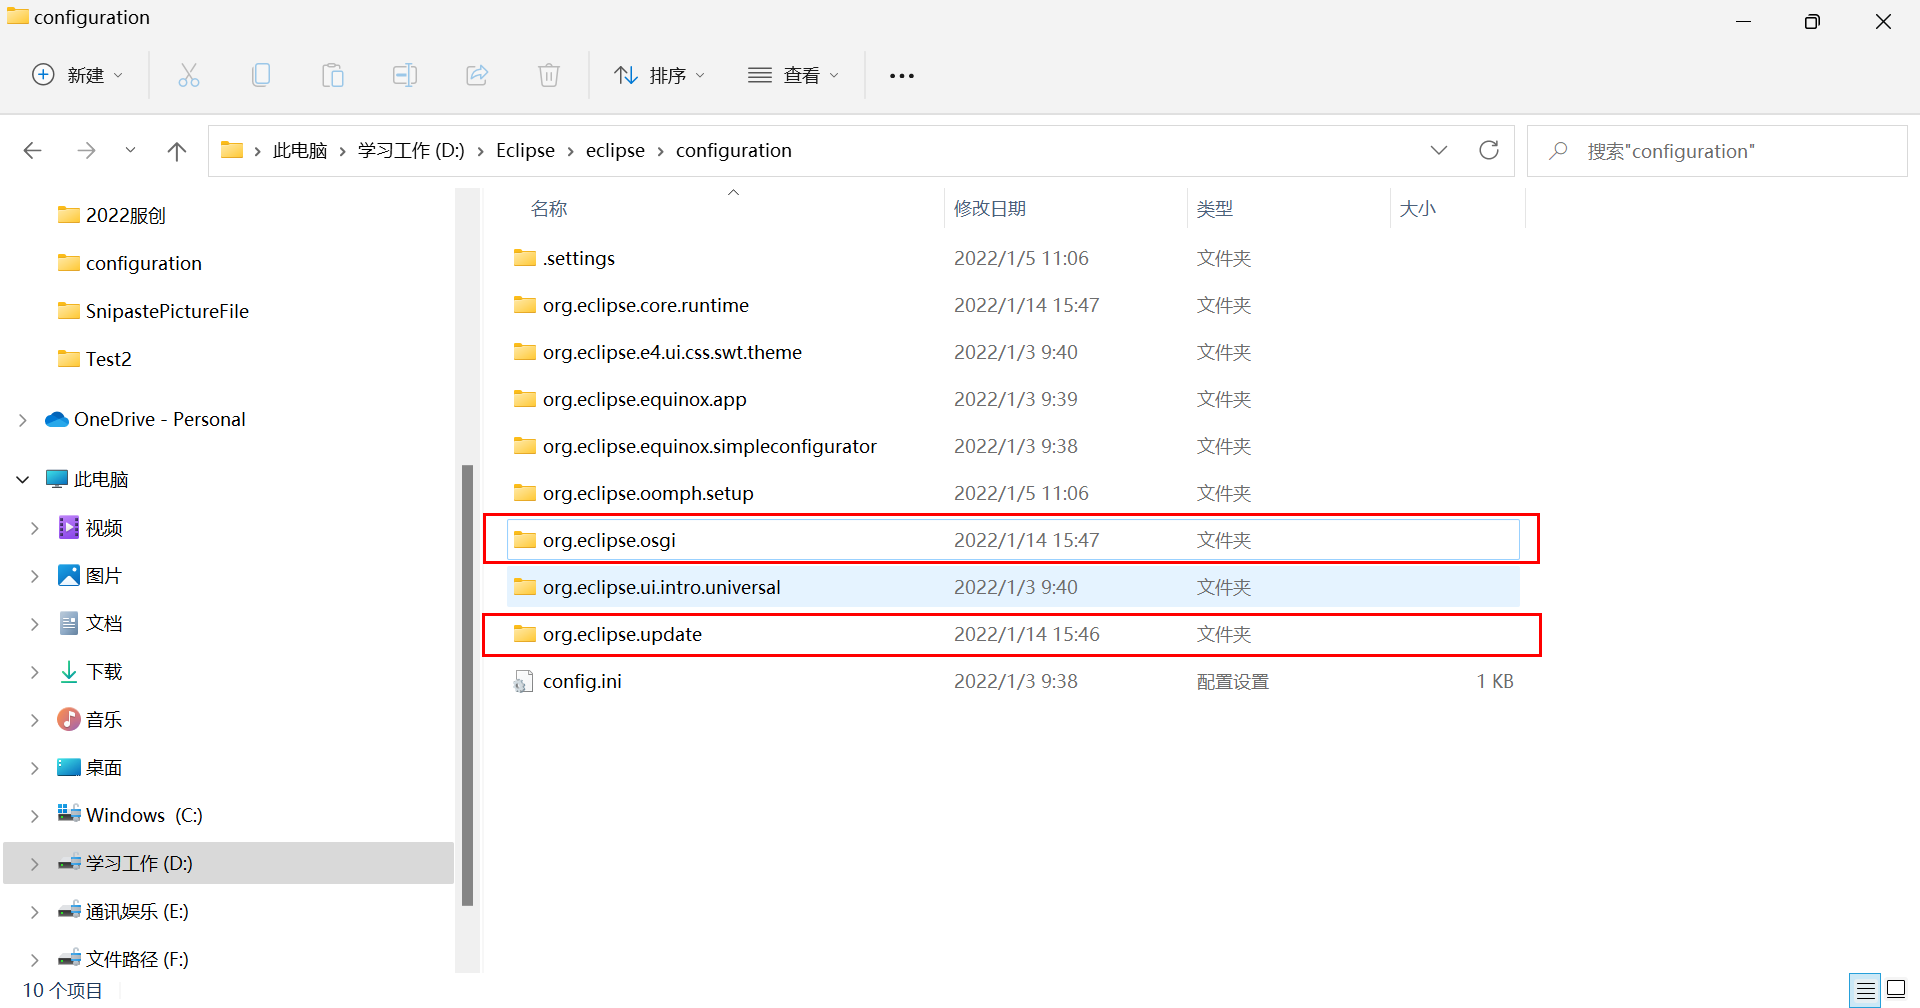 configuration
新建
排序
查看
此电脑 › 学习工作 (D:) › Eclipse › eclipse › configuration
搜索"configuration"
2022服创
configuration
SnipastePictureFile
Test2
OneDrive - Personal
此电脑
视频
图片
文档
下载
音乐
桌面
Windows (C:)
学习工作 (D:)
通讯娱乐 (E:)
文件路径 (F:)
名称 修改日期 类型 大小
.settings 2022/1/5 11:06 文件夹
org.eclipse.core.runtime 2022/1/14 15:47 文件夹
org.eclipse.e4.ui.css.swt.theme 2022/1/3 9:40 文件夹
org.eclipse.equinox.app 2022/1/3 9:39 文件夹
org.eclipse.equinox.simpleconfigurator 2022/1/3 9:38 文件夹
org.eclipse.oomph.setup 2022/1/5 11:06 文件夹
org.eclipse.osgi 2022/1/14 15:47 文件夹
org.eclipse.ui.intro.universal 2022/1/3 9:40 文件夹
org.eclipse.update 2022/1/14 15:46 文件夹
config.ini 2022/1/3 9:38 配置设置 1 KB
10 个项目